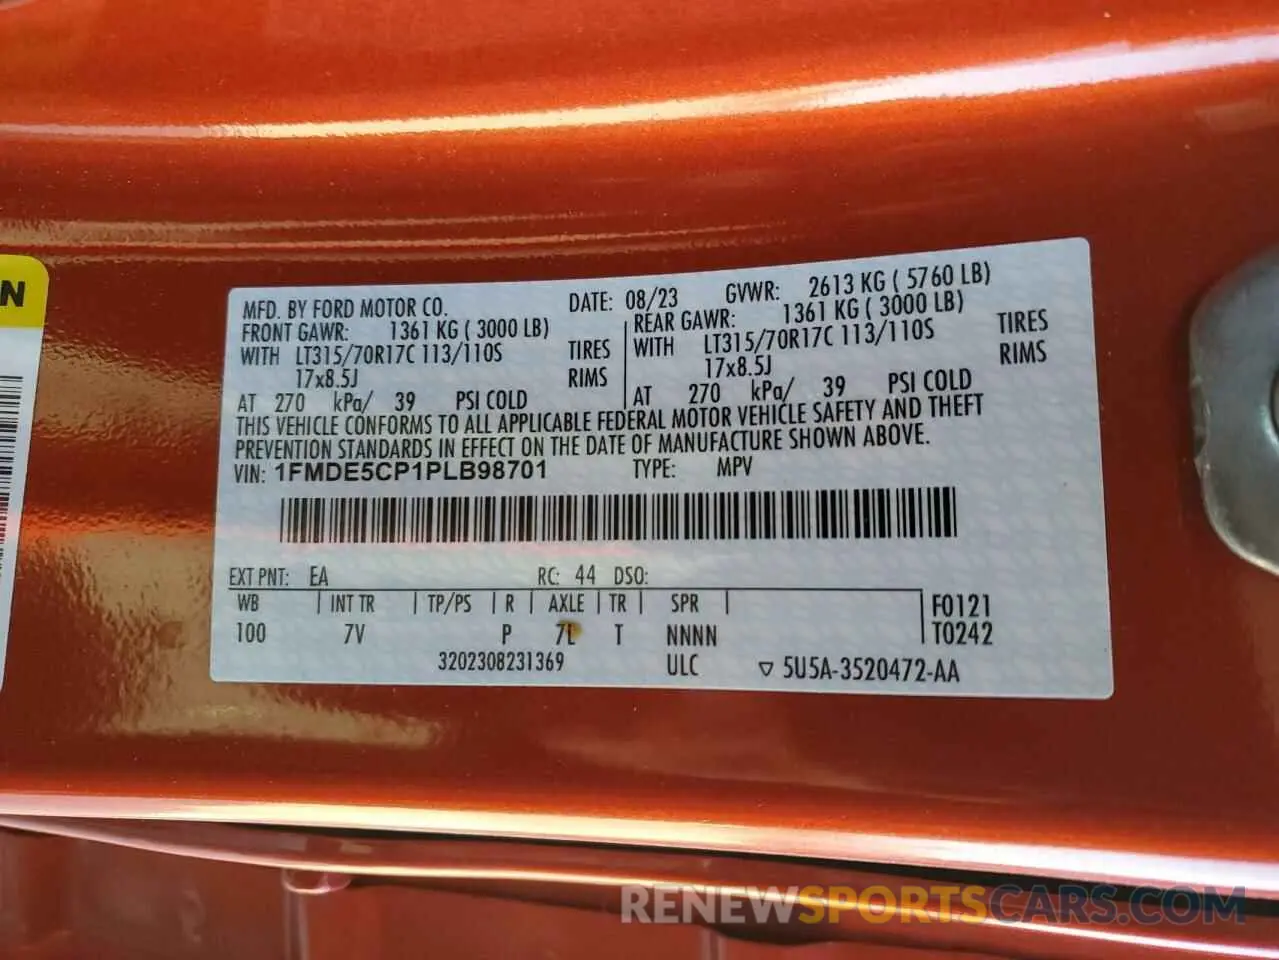 N
MFD. BY FORD MOTOR CO. DATE: 08/23 GVWR: 2613 KG ( 5760 LB)
FRONT GAWR: 1361 KG ( 3000 LB) REAR GAWR: 1361 KG ( 3000 LB)
WITH LT315/70R17C 113/110S TIRES WITH LT315/70R17C 113/110S TIRES
17x8.5J RIMS 17x8.5J RIMS
AT 270 kPa/ 39 PSI COLD AT 270 kPa/ 39 PSI COLD
THIS VEHICLE CONFORMS TO ALL APPLICABLE FEDERAL MOTOR VEHICLE SAFETY AND THEFT
PREVENTION STANDARDS IN EFFECT ON THE DATE OF MANUFACTURE SHOWN ABOVE.
VIN: 1FMDE5CP1PLB98701 TYPE: MPV
EXT PNT: EA RC: 44 DSO:
WB INT TR TP/PS R AXLE TR SPR F0121
100 7V P 7L T NNNN T0242
3202308231369 ULC ▽ 5U5A-3520472-AA
RENEWSPORTSCARS.COM